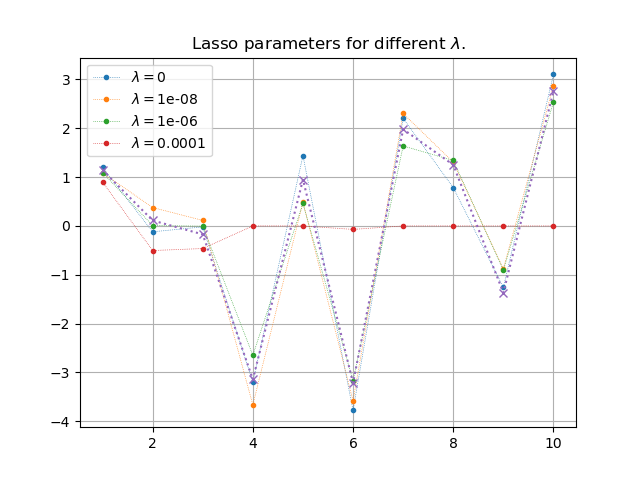 Lasso parameters for different λ.
λ = 0
λ = 1e-08
λ = 1e-06
λ = 0.0001
3
2
1
0
−1
−2
−3
−4
2 4 6 8 10